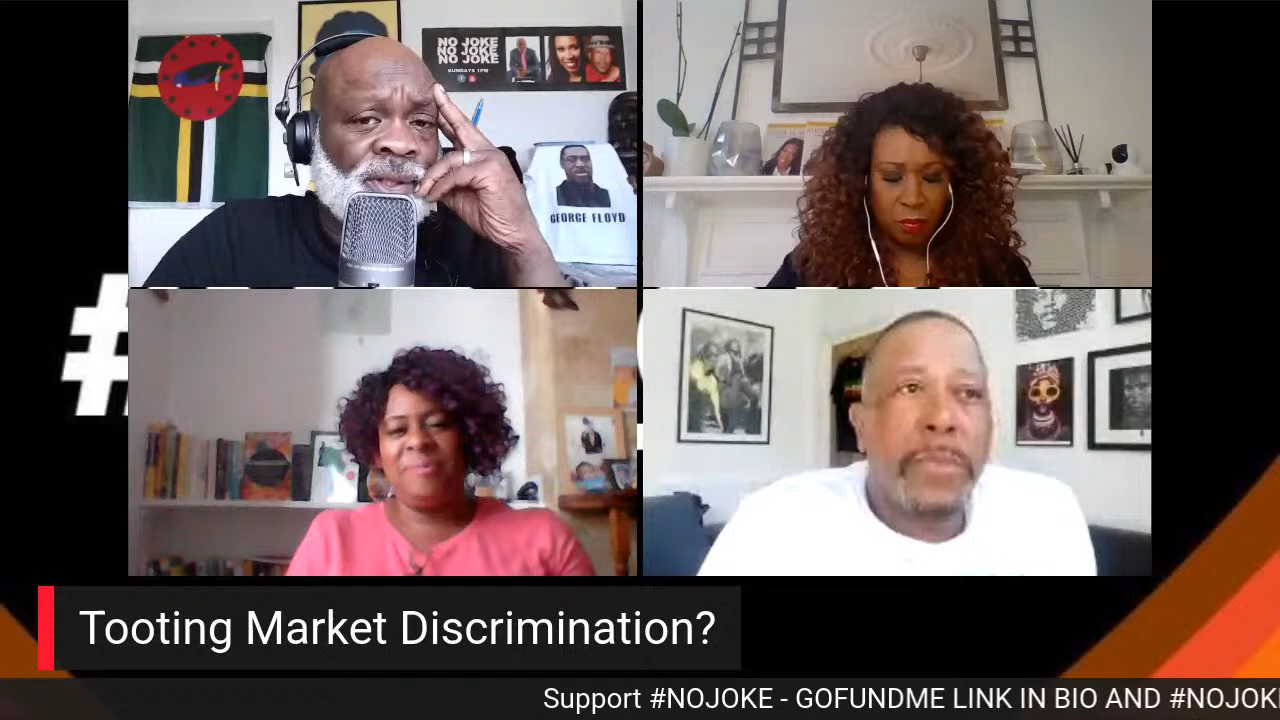 NO JOKE
NO JOKE
NO JOKE
SUNDAYS 1PM
GEORGE FLOYD
#
Tooting Market Discrimination?
Support #NOJOKE - GOFUNDME LINK IN BIO AND #NOJOK